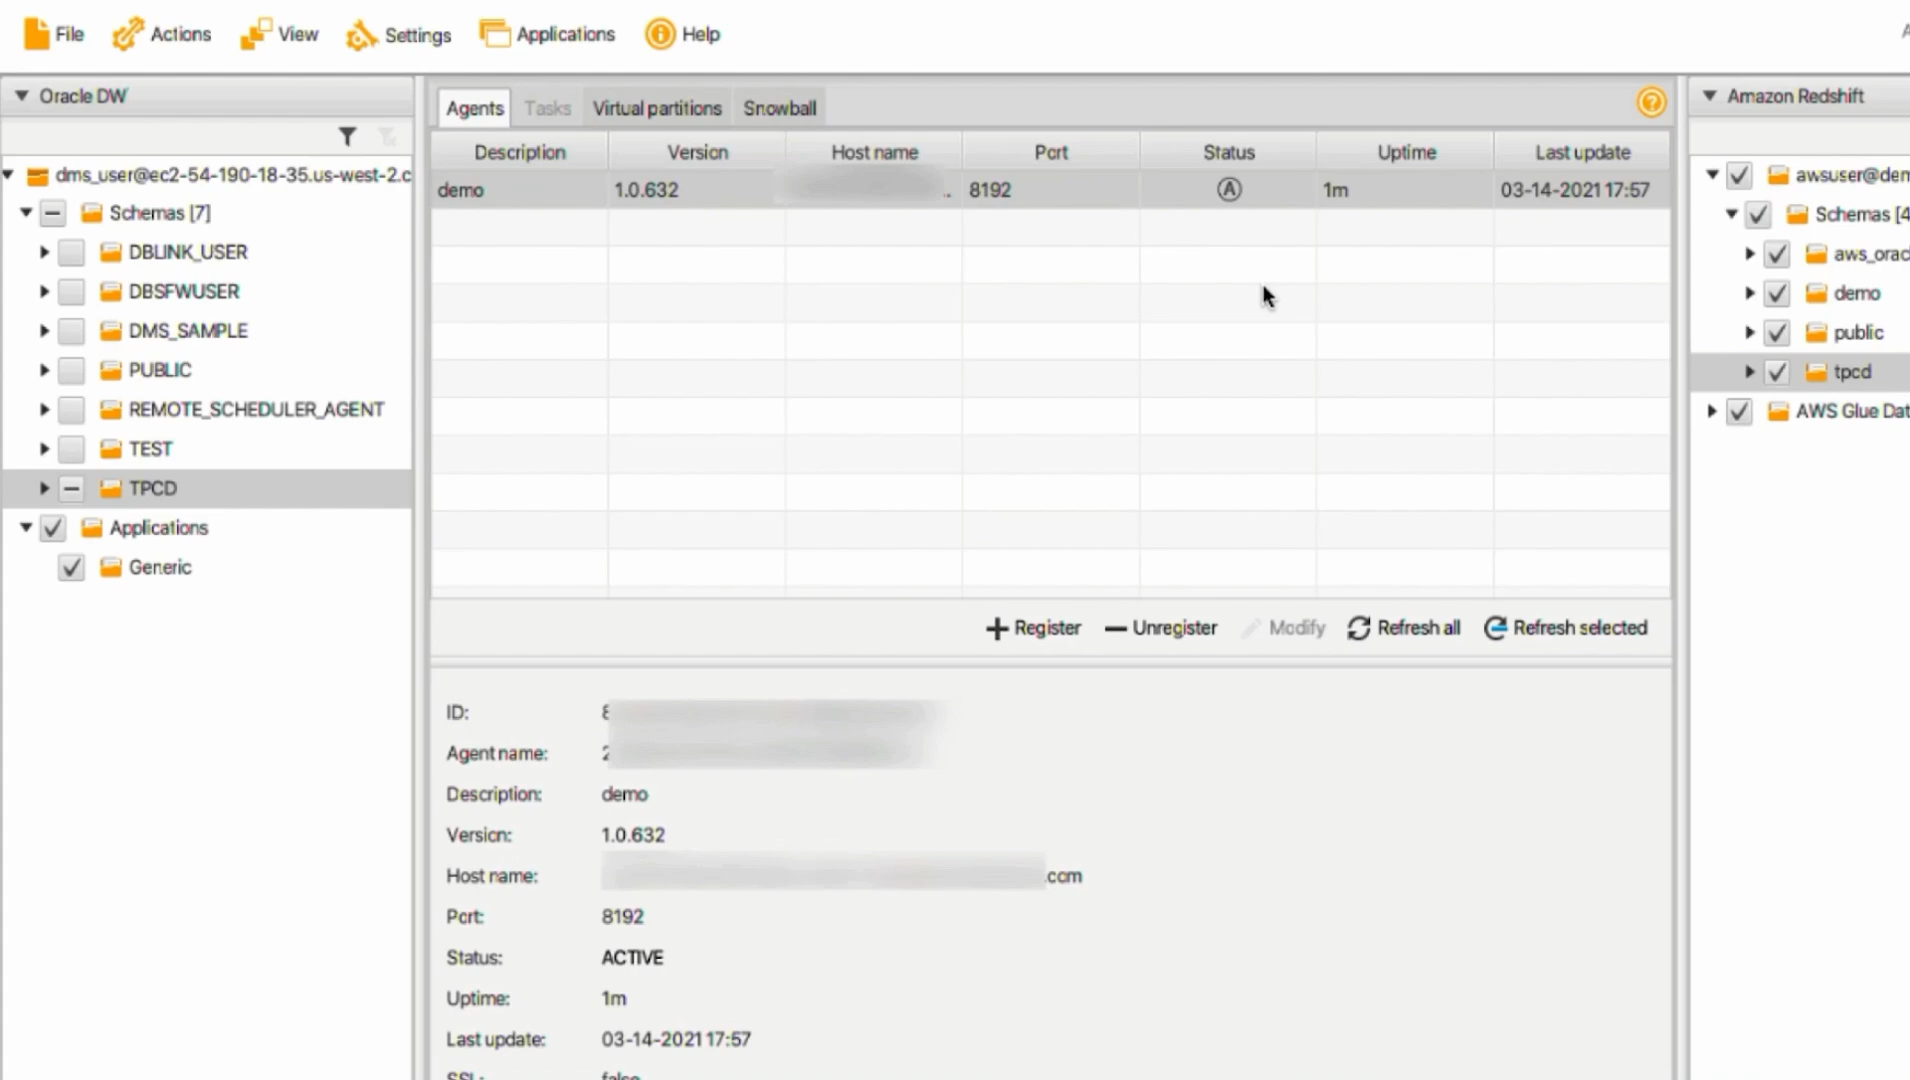 File Actions View Settings Applications Help
Oracle DW
dms_user@ec2-54-190-18-35.us-west-2.c
Schemas [7]
DBLINK_USER
DBSFWUSER
DMS_SAMPLE
PUBLIC
REMOTE_SCHEDULER_AGENT
TEST
TPCD
Applications
Generic
Agents Tasks Virtual partitions Snowball
Description Version Host name Port Status Uptime Last update
demo 1.0.632 .. 8192 A 1m 03-14-2021 17:57
Register Unregister Modify Refresh all Refresh selected
ID: 8
Agent name: 2
Description: demo
Version: 1.0.632
Host name: .com
Port: 8192
Status: ACTIVE
Uptime: 1m
Last update: 03-14-2021 17:57
SSL: false
Amazon Redshift
awsuser@dem
Schemas [4
aws_orac
demo
public
tpcd
AWS Glue Dat